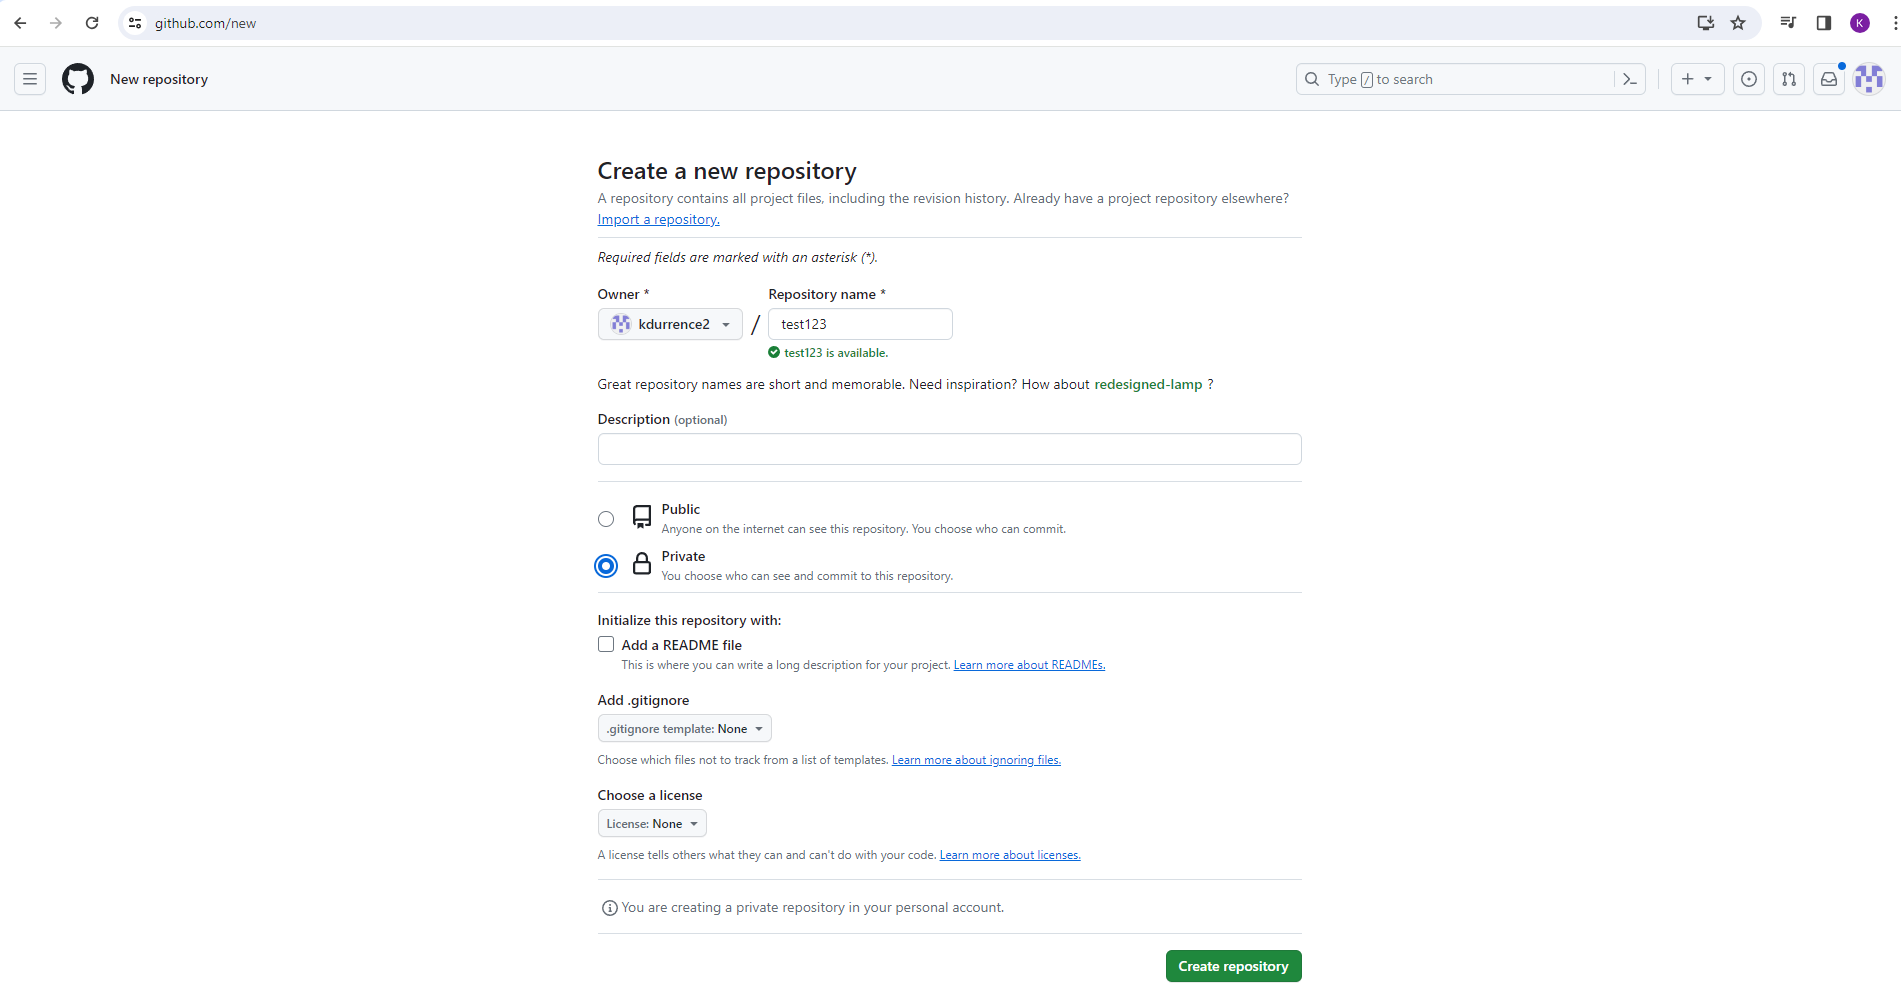 github.com/new
K
New repository
Type / to search
Create a new repository
A repository contains all project files, including the revision history. Already have a project repository elsewhere?
Import a repository.
Required fields are marked with an asterisk (*).
Owner * Repository name *
kdurrence2 / test123
test123 is available.
Great repository names are short and memorable. Need inspiration? How about redesigned-lamp ?
Description (optional)
Public
Anyone on the internet can see this repository. You choose who can commit.
Private
You choose who can see and commit to this repository.
Initialize this repository with:
Add a README file
This is where you can write a long description for your project. Learn more about READMEs.
Add .gitignore
.gitignore template: None
Choose which files not to track from a list of templates. Learn more about ignoring files.
Choose a license
License: None
A license tells others what they can and can't do with your code. Learn more about licenses.
You are creating a private repository in your personal account.
Create repository